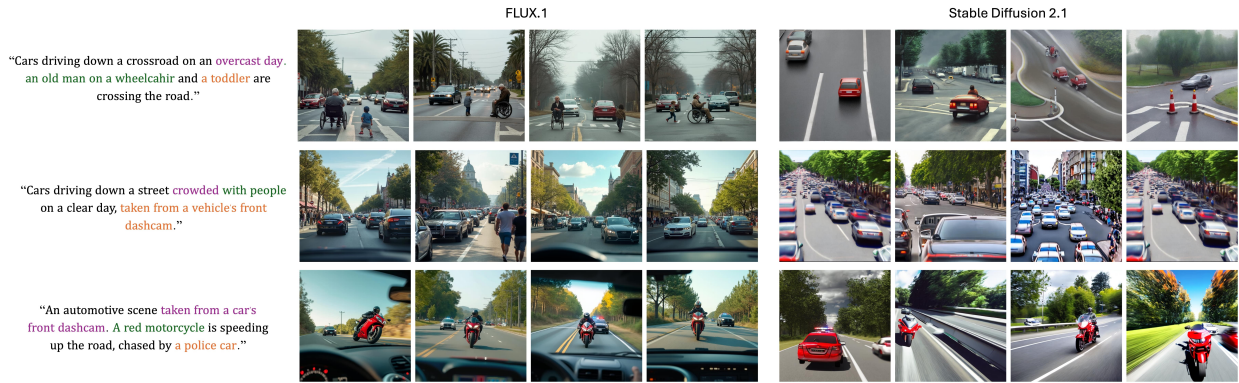 FLUX.1
Stable Diffusion 2.1
“Cars driving down a crossroad on an overcast day.
an old man on a wheelcahir and a toddler are
crossing the road.”
“Cars driving down a street crowded with people
on a clear day, taken from a vehicle's front
dashcam.”
“An automotive scene taken from a car's
front dashcam. A red motorcycle is speeding
up the road, chased by a police car.”